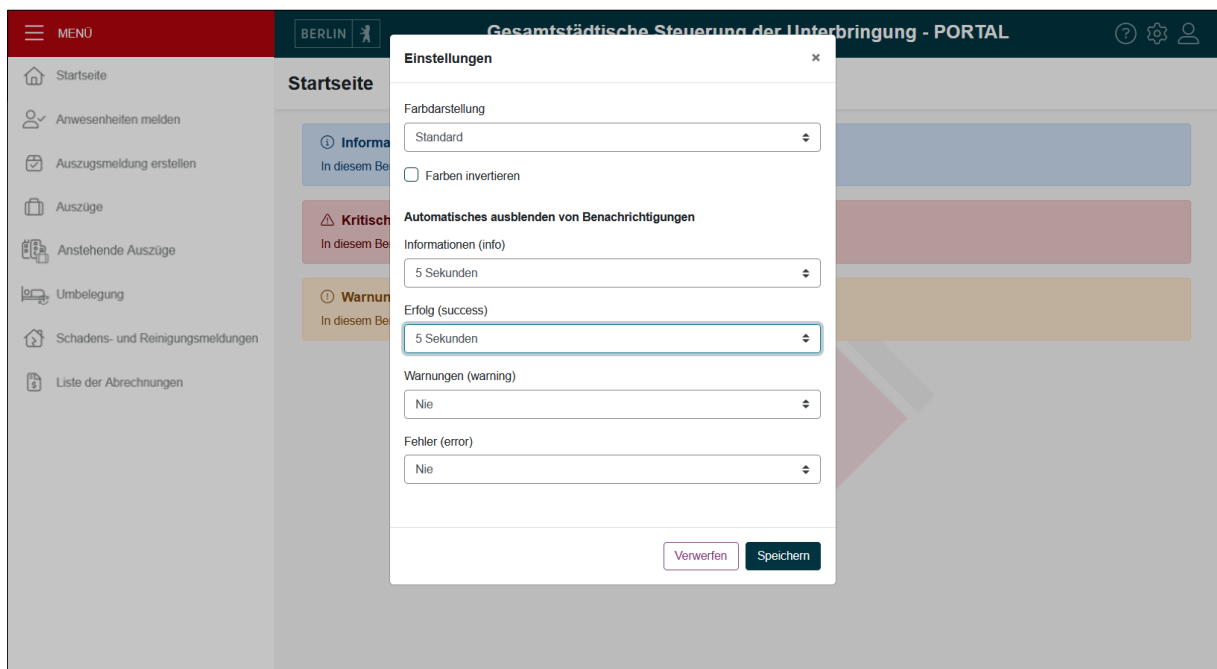 MENÜ
BERLIN
Gesamtstädtische Steuerung der Unterbringung - PORTAL
Startseite
Anwesenheiten melden
Auszugsmeldung erstellen
Auszüge
Anstehende Auszüge
Umbelegung
Schadens- und Reinigungsmeldungen
Liste der Abrechnungen
Startseite
Informa
In diesem Be
Kritisch
In diesem Be
Warnun
In diesem Be
Einstellungen
×
Farbdarstellung
Standard
Farben invertieren
Automatisches ausblenden von Benachrichtigungen
Informationen (info)
5 Sekunden
Erfolg (success)
5 Sekunden
Warnungen (warning)
Nie
Fehler (error)
Nie
Verwerfen
Speichern